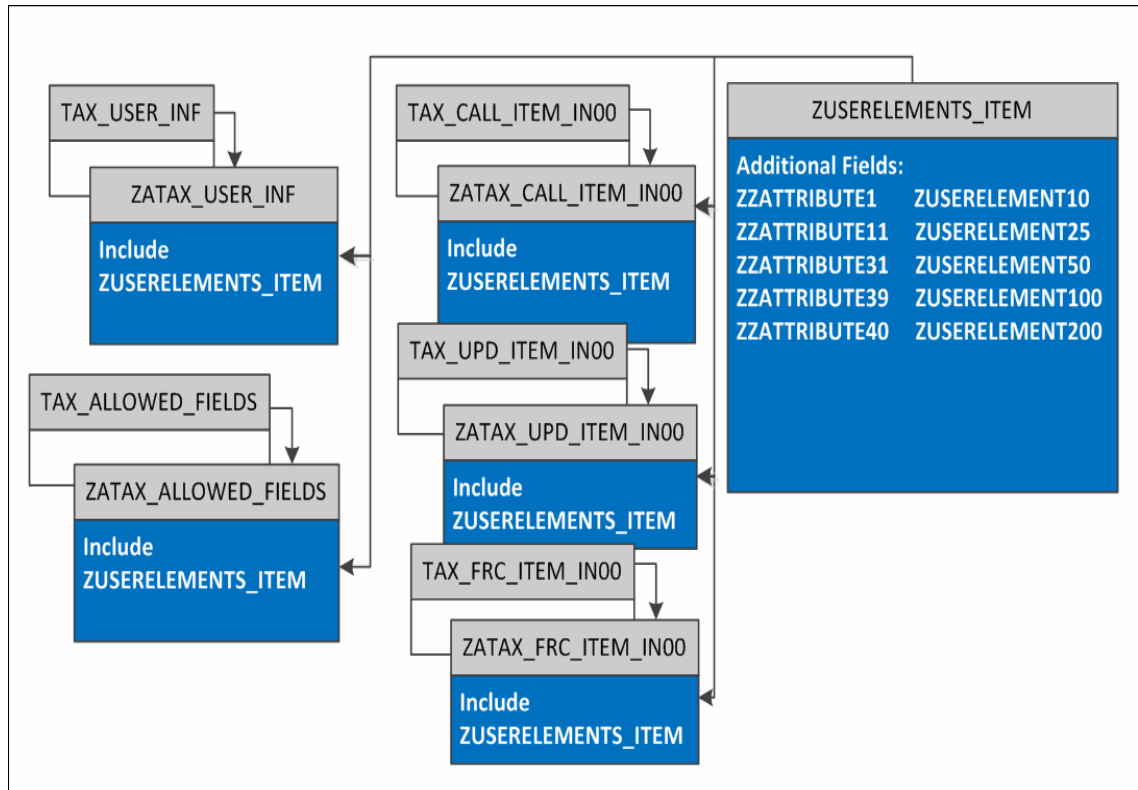 TAX_USER_INF
ZATAX_USER_INF
Include
ZUSERELEMENTS_ITEM
TAX_ALLOWED_FIELDS
ZATAX_ALLOWED_FIELDS
Include
ZUSERELEMENTS_ITEM
TAX_CALL_ITEM_IN00
ZATAX_CALL_ITEM_IN00
Include
ZUSERELEMENTS_ITEM
TAX_UPD_ITEM_IN00
ZATAX_UPD_ITEM_IN00
Include
ZUSERELEMENTS_ITEM
TAX_FRC_ITEM_IN00
ZATAX_FRC_ITEM_IN00
Include
ZUSERELEMENTS_ITEM
ZUSERELEMENTS_ITEM
Additional Fields:
ZZATTRIBUTE1 ZUSERELEMENT10
ZZATTRIBUTE11 ZUSERELEMENT25
ZZATTRIBUTE31 ZUSERELEMENT50
ZZATTRIBUTE39 ZUSERELEMENT100
ZZATTRIBUTE40 ZUSERELEMENT200